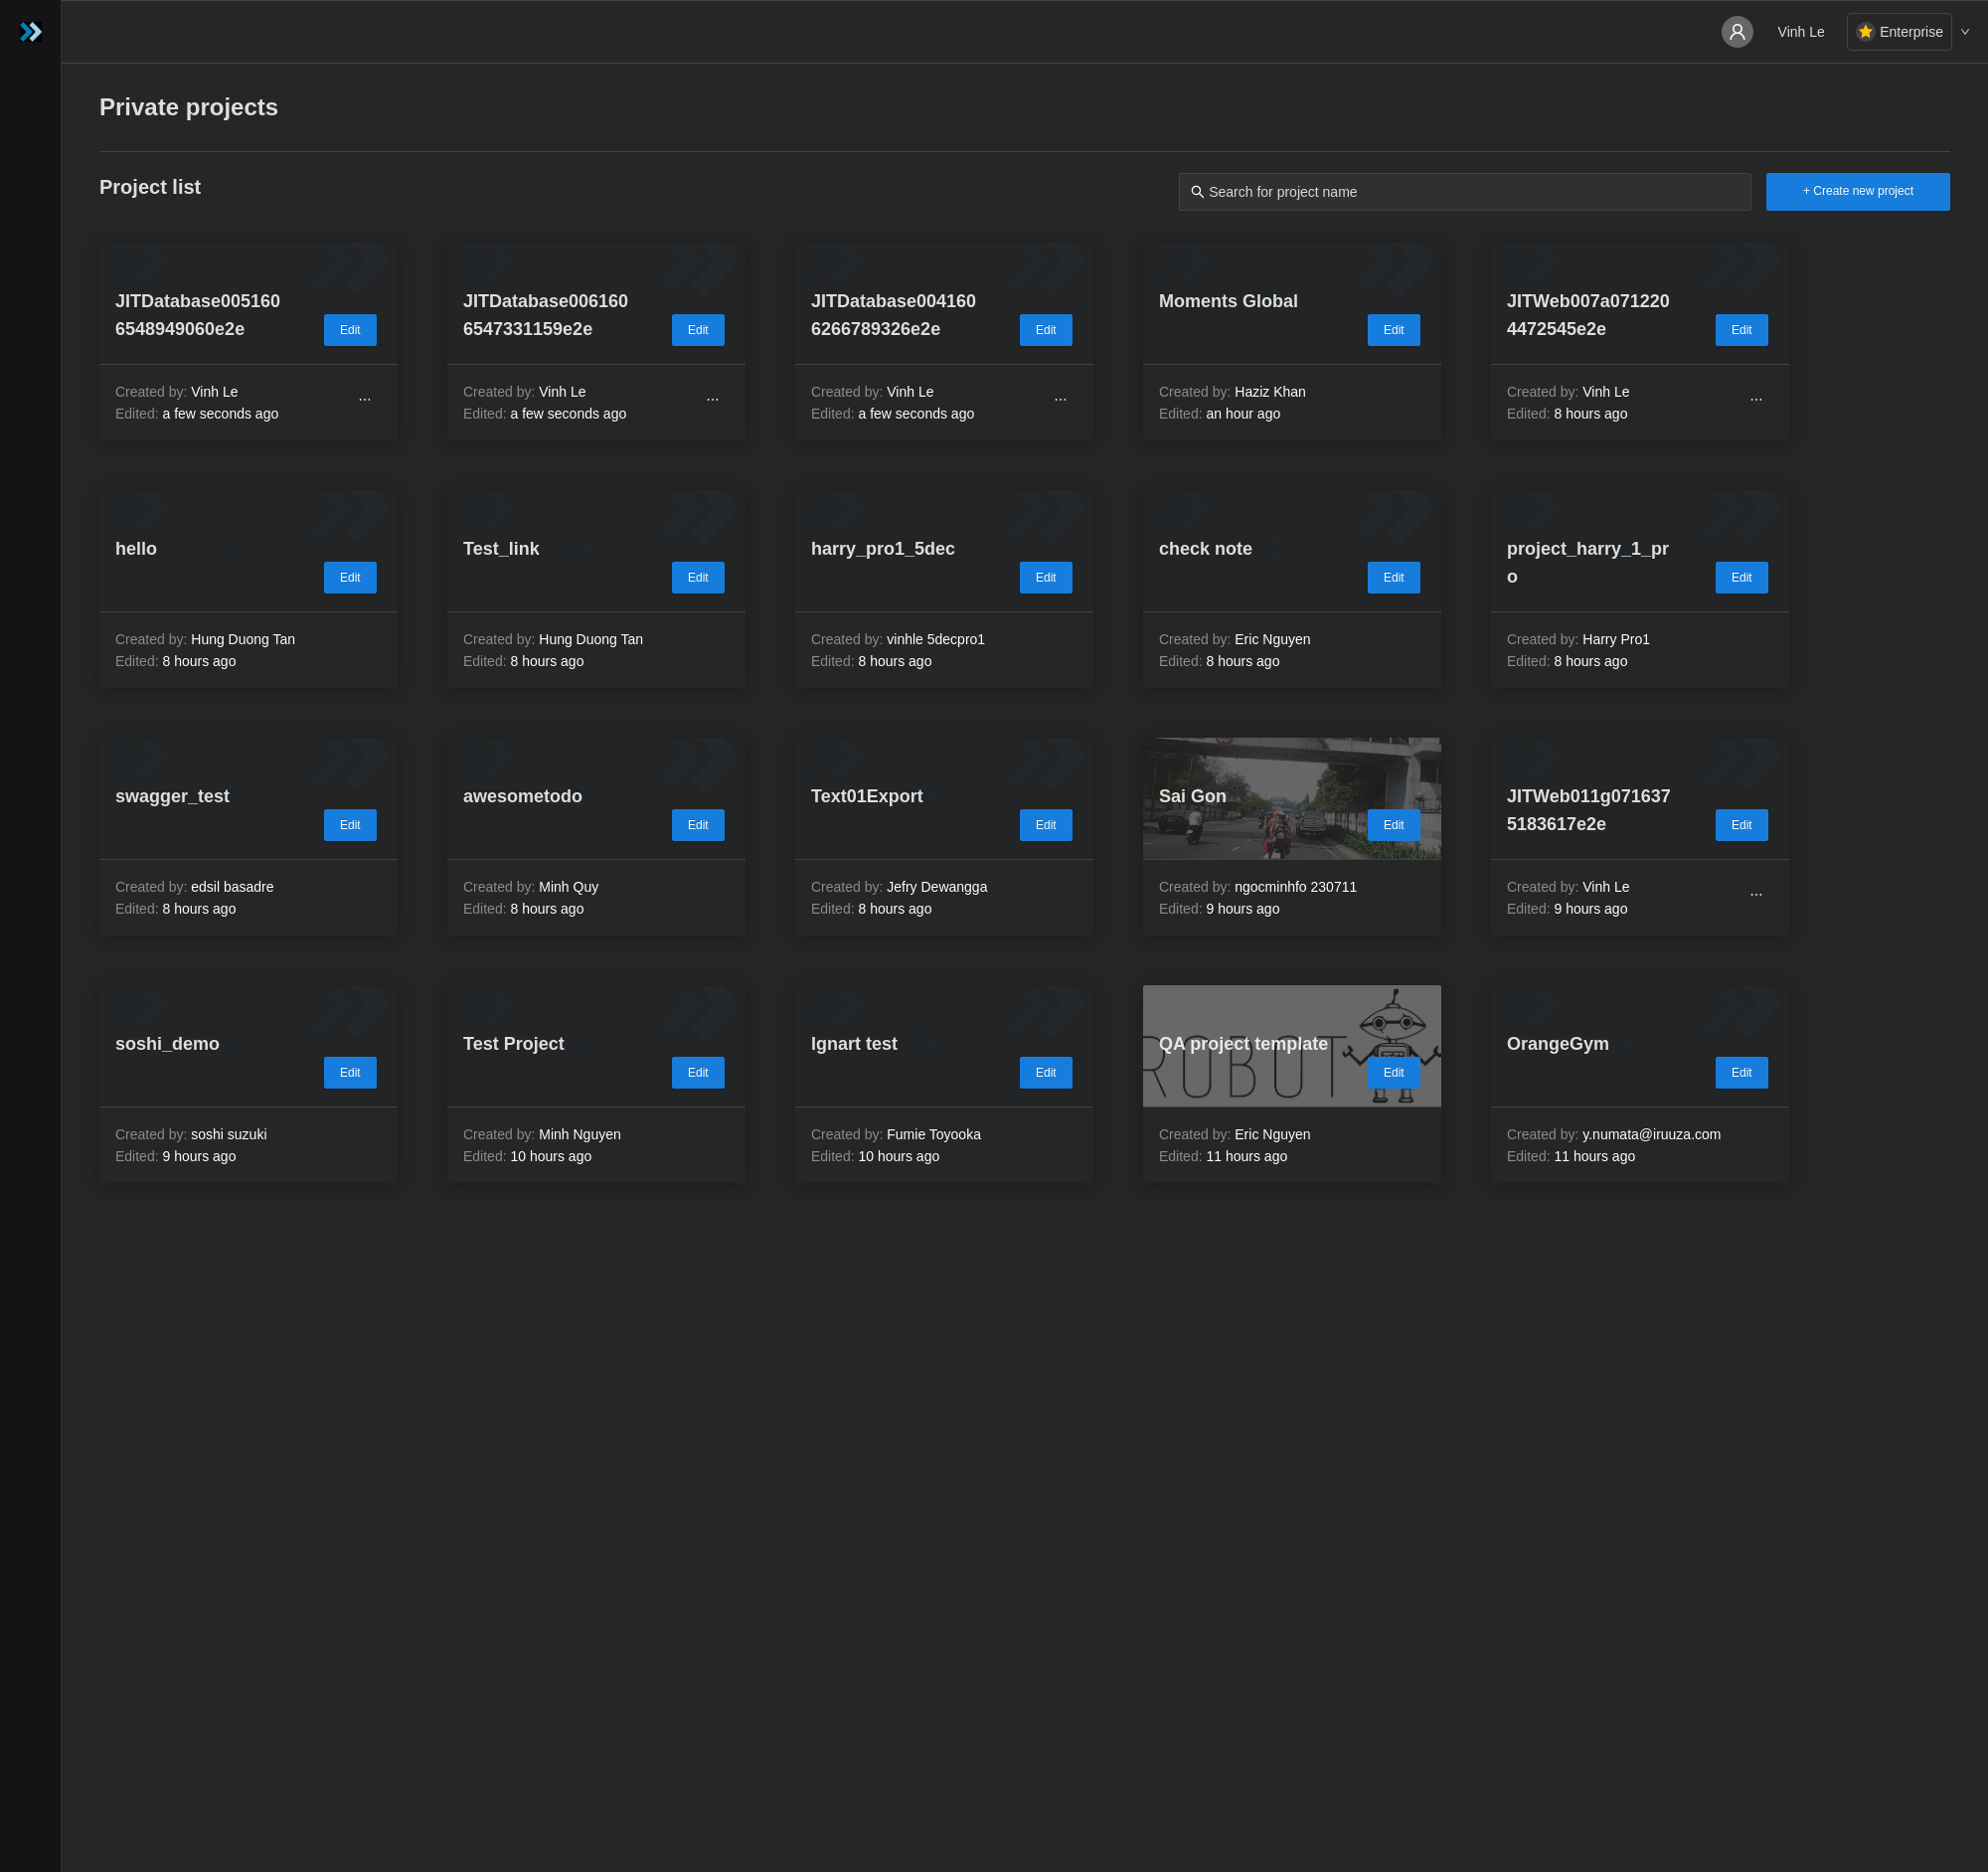 Vinh Le
Enterprise
Private projects
Project list
Search for project name
+ Create new project
JITDatabase005160
6548949060e2e
Edit
Created by: Vinh Le
...
Edited: a few seconds ago
JITDatabase006160
6547331159e2e
Edit
Created by: Vinh Le
...
Edited: a few seconds ago
JITDatabase004160
6266789326e2e
Edit
Created by: Vinh Le
...
Edited: a few seconds ago
Moments Global
Edit
Created by: Haziz Khan
Edited: an hour ago
JITWeb007a071220
4472545e2e
Edit
Created by: Vinh Le
...
Edited: 8 hours ago
hello
Edit
Created by: Hung Duong Tan
Edited: 8 hours ago
Test_link
Edit
Created by: Hung Duong Tan
Edited: 8 hours ago
harry_pro1_5dec
Edit
Created by: vinhle 5decpro1
Edited: 8 hours ago
check note
Edit
Created by: Eric Nguyen
Edited: 8 hours ago
project_harry_1_pr
o
Edit
Created by: Harry Pro1
Edited: 8 hours ago
swagger_test
Edit
Created by: edsil basadre
Edited: 8 hours ago
awesometodo
Edit
Created by: Minh Quy
Edited: 8 hours ago
Text01Export
Edit
Created by: Jefry Dewangga
Edited: 8 hours ago
Sai Gon
Edit
Created by: ngocminhfo 230711
Edited: 9 hours ago
JITWeb011g071637
5183617e2e
Edit
Created by: Vinh Le
...
Edited: 9 hours ago
soshi_demo
Edit
Created by: soshi suzuki
Edited: 9 hours ago
Test Project
Edit
Created by: Minh Nguyen
Edited: 10 hours ago
Ignart test
Edit
Created by: Fumie Toyooka
Edited: 10 hours ago
QA project template
ROBOT
Edit
Created by: Eric Nguyen
Edited: 11 hours ago
OrangeGym
Edit
Created by: y.numata@iruuza.com
Edited: 11 hours ago